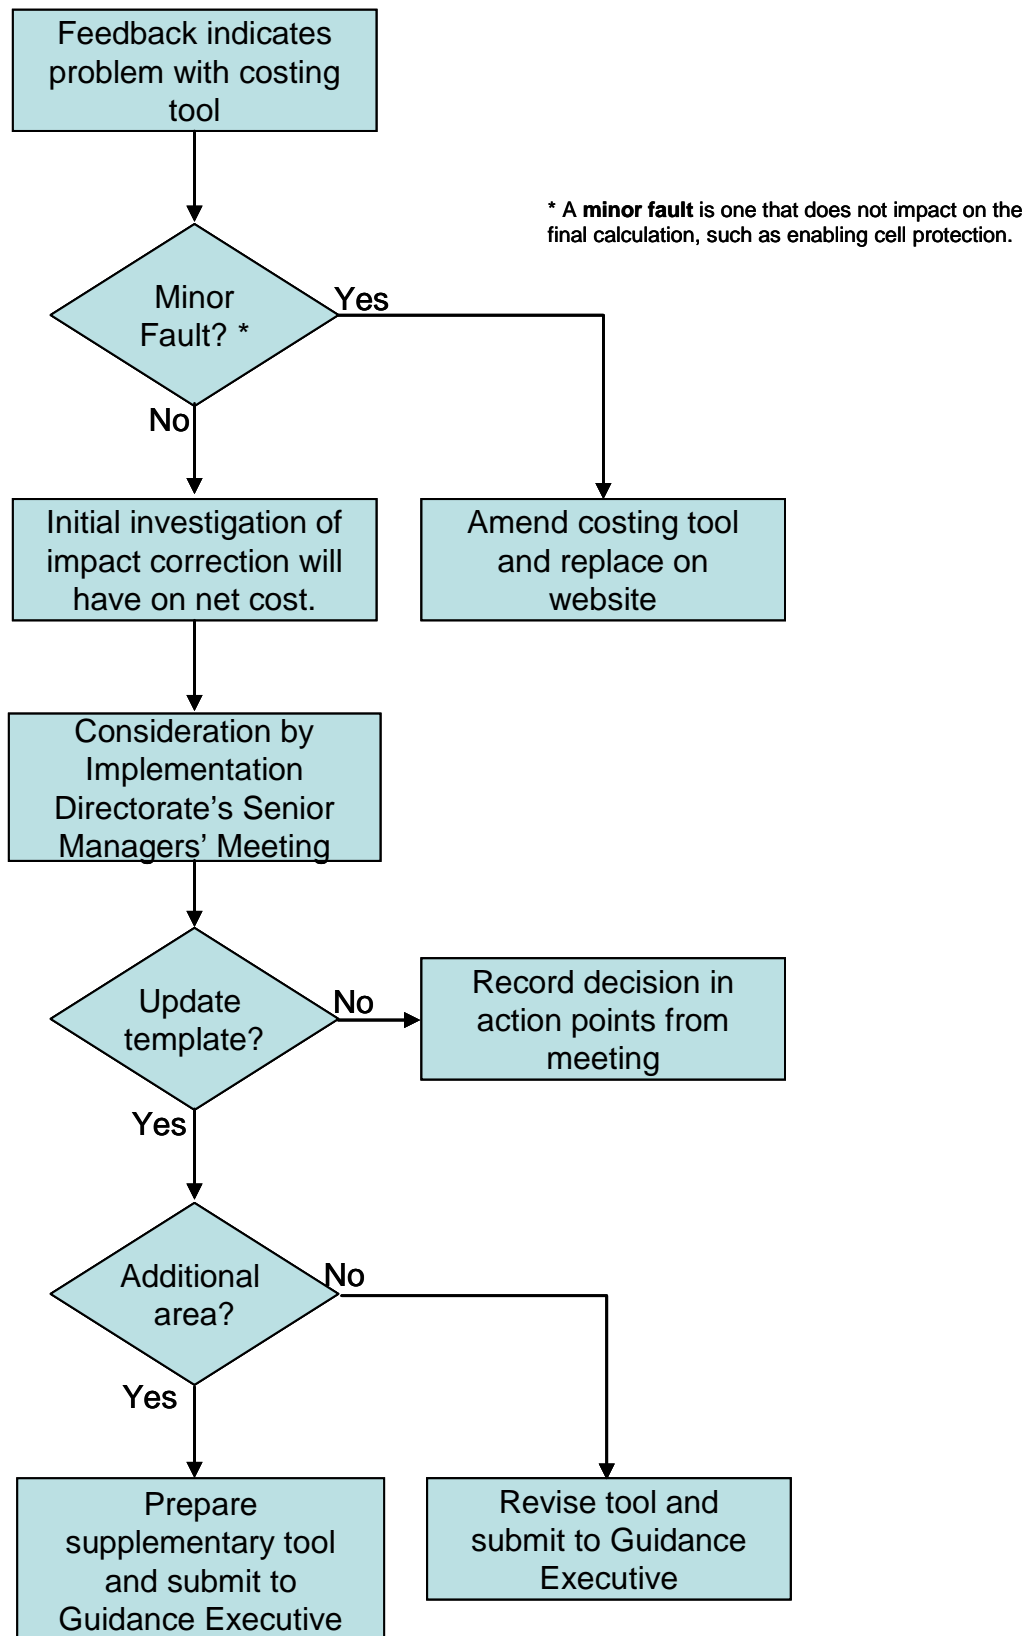 Feedback indicates
problem with costing
tool
* A minor fault is one that does not impact on the
final calculation, such as enabling cell protection.
Minor
Fault? *
Yes
No
Initial investigation of
impact correction will
have on net cost.
Amend costing tool
and replace on
website
Consideration by
Implementation
Directorate’s Senior
Managers’ Meeting
Update
template?
No
Record decision in
action points from
meeting
Yes
Additional
area?
No
Yes
Prepare
supplementary tool
and submit to
Guidance Executive
Revise tool and
submit to Guidance
Executive